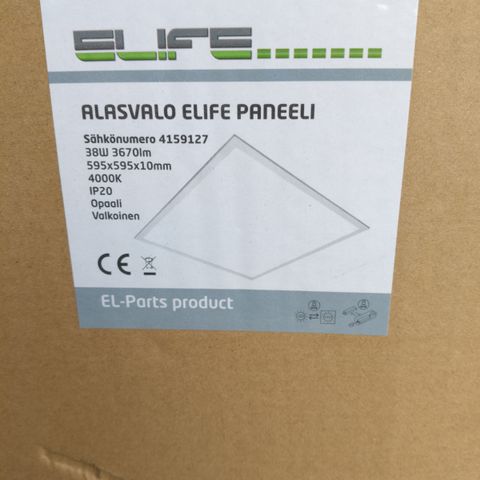 ELIFE
ALASVALO ELIFE PANEELI
Sähkönumero 4159127
38W 3670lm
595x595x10mm
4000K
IP20
Opaali
Valkoinen
CE
EL-Parts product